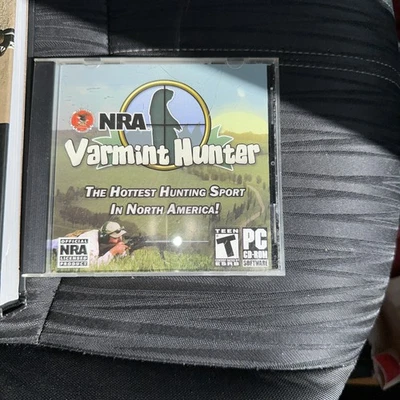 NRA
Varmint Hunter
THE HOTTEST HUNTING SPORT
IN NORTH AMERICA!
OFFICIAL
NRA
LICENSED
PRODUCT
TEEN
T
ESRB
PC
CD-ROM
SOFTWARE